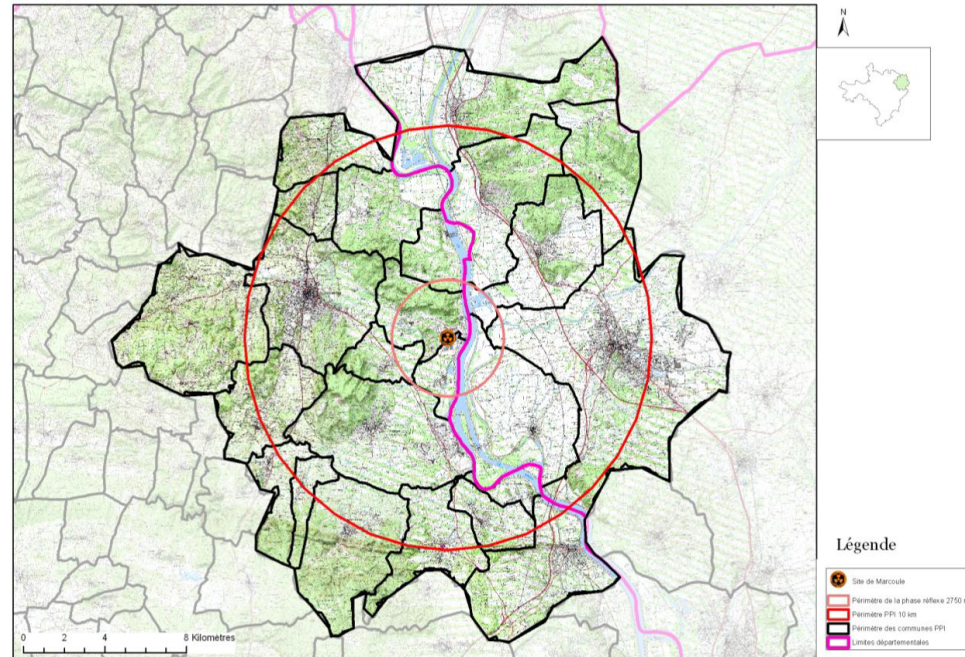 N
0 2 4 8 Kilomètres
Légende
Site de Marcoule
Périmètre de la phase réflexe 2750
Périmètre PPI 10 km
Périmètre des communes PPI
Limites départementales